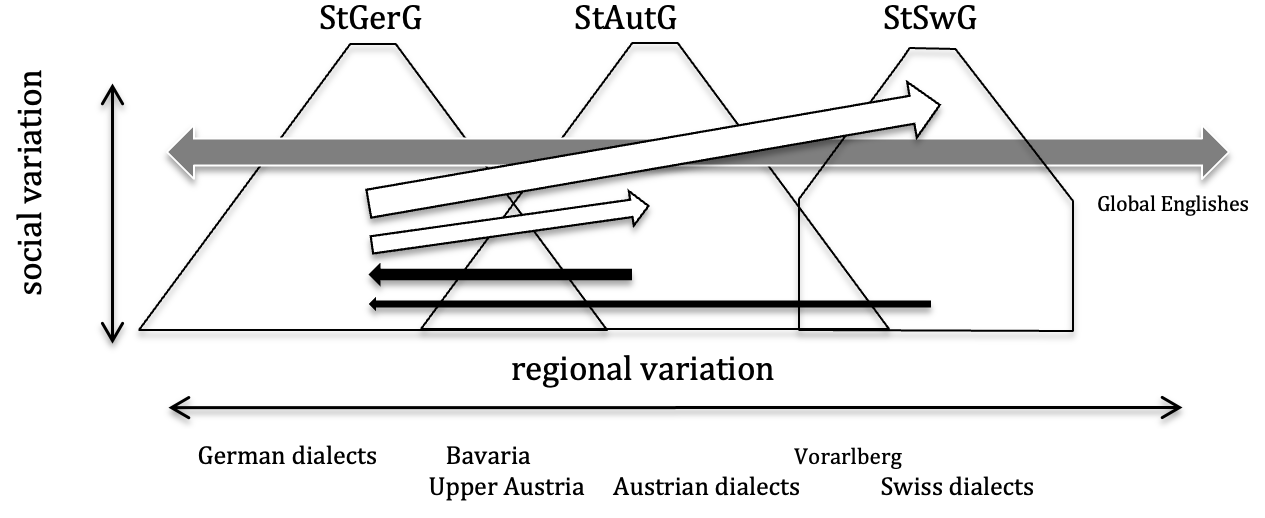 StGerG StAutG StSwG
social variation
Global Englishes
regional variation
German dialects Bavaria Vorarlberg
Upper Austria Austrian dialects Swiss dialects